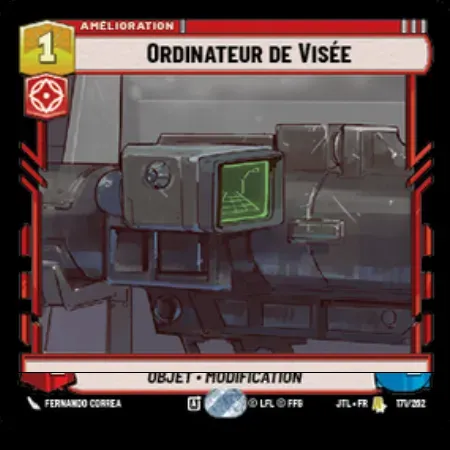 AMÉLIORATION
1
ORDINATEUR DE VISÉE
OBJET • MODIFICATION
FERNANDO CORREA
© LFL © FFG
JTL • FR
171/262